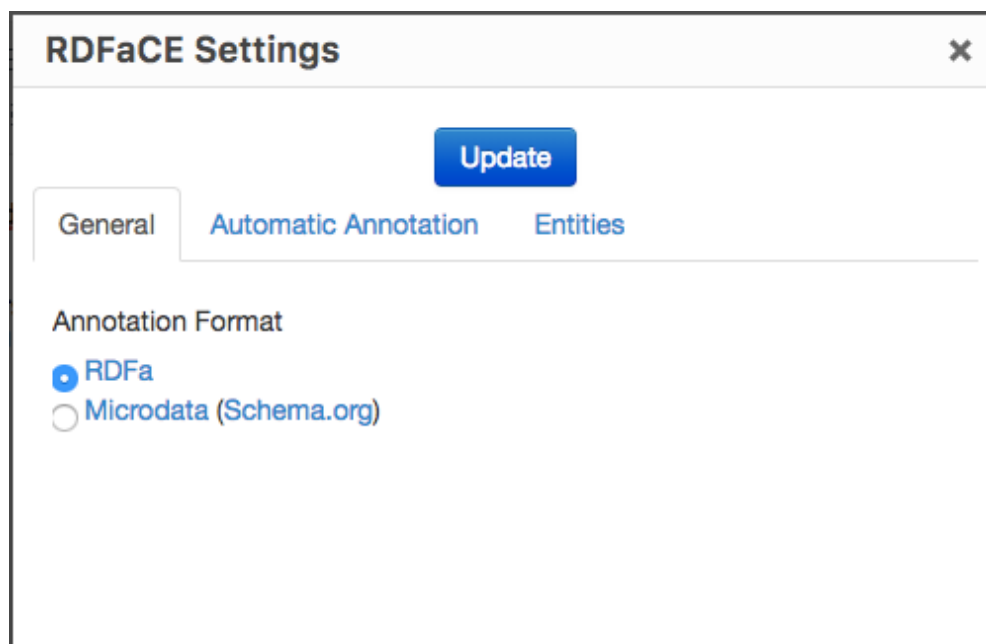 RDFaCE Settings ×
Update
General Automatic Annotation Entities
Annotation Format
RDFa
Microdata (Schema.org)